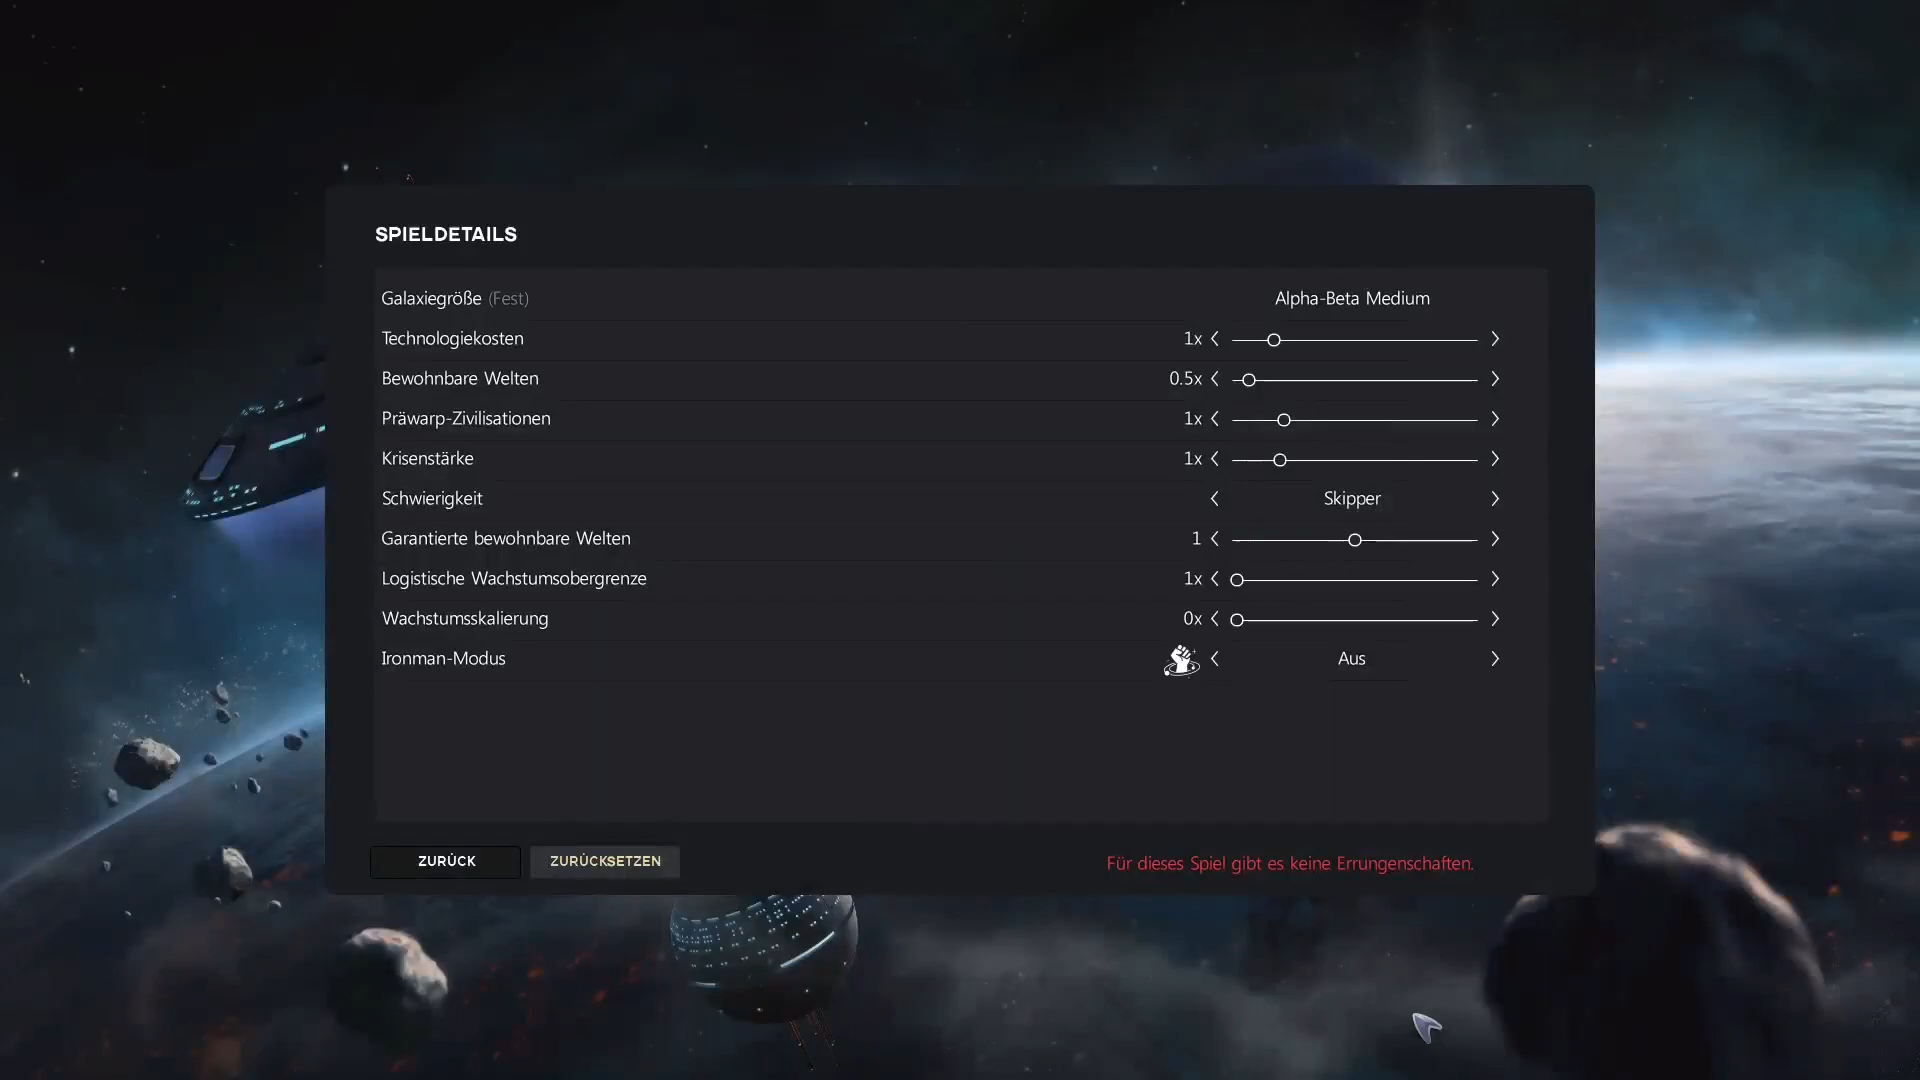 SPIELDETAILS
Galaxiegröße (Fest) Alpha-Beta Medium
Technologiekosten 1x
Bewohnbare Welten 0.5x
Präwarp-Zivilisationen 1x
Krisenstärke 1x
Schwierigkeit Skipper
Garantierte bewohnbare Welten 1
Logistische Wachstumsobergrenze 1x
Wachstumsskalierung 0x
Ironman-Modus Aus
ZURÜCK ZURÜCKSETZEN Für dieses Spiel gibt es keine Errungenschaften.